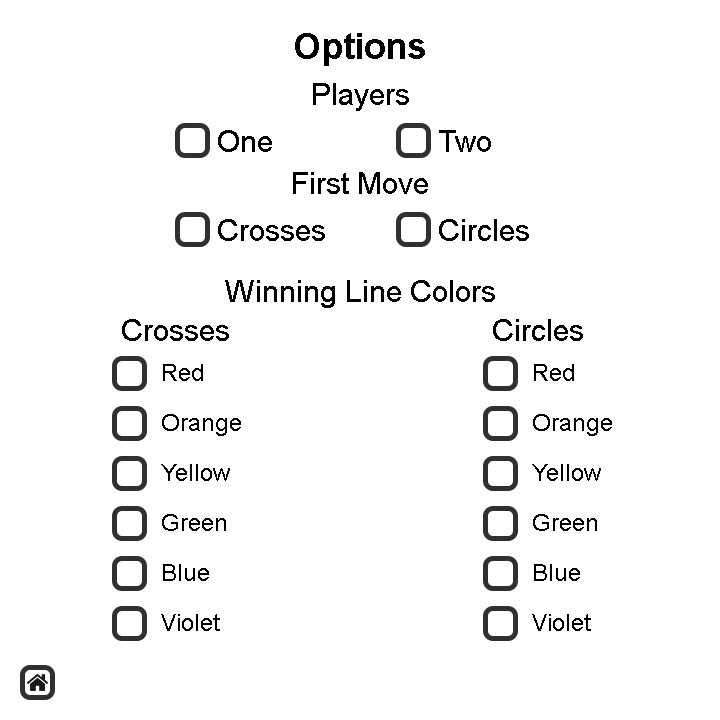 Options
Players
One Two
First Move
Crosses Circles
Winning Line Colors
Crosses Circles
Red Red
Orange Orange
Yellow Yellow
Green Green
Blue Blue
Violet Violet